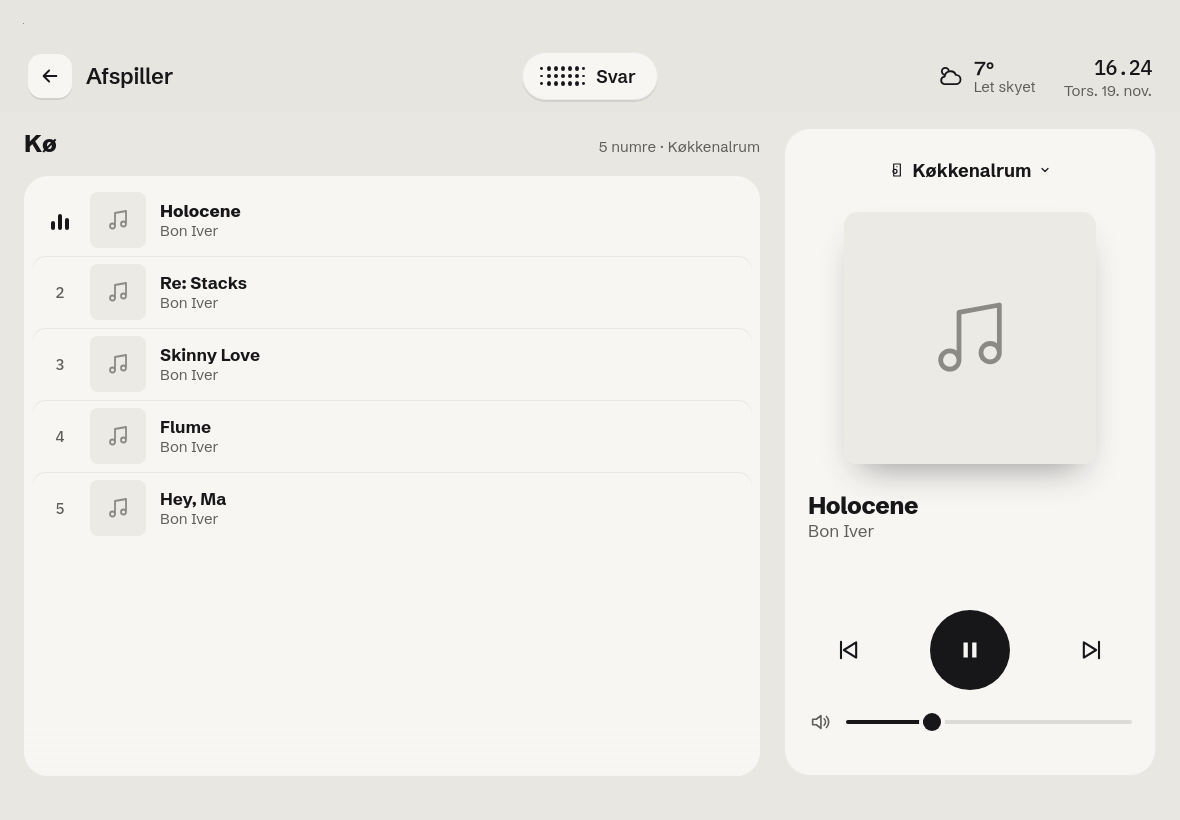 Afspiller
Svar
7°
Let skyet
16.24
Tors. 19. nov.
Kø
5 numre · Køkkenalrum
Holocene
Bon Iver
2
Re: Stacks
Bon Iver
3
Skinny Love
Bon Iver
4
Flume
Bon Iver
5
Hey, Ma
Bon Iver
Køkkenalrum
Holocene
Bon Iver